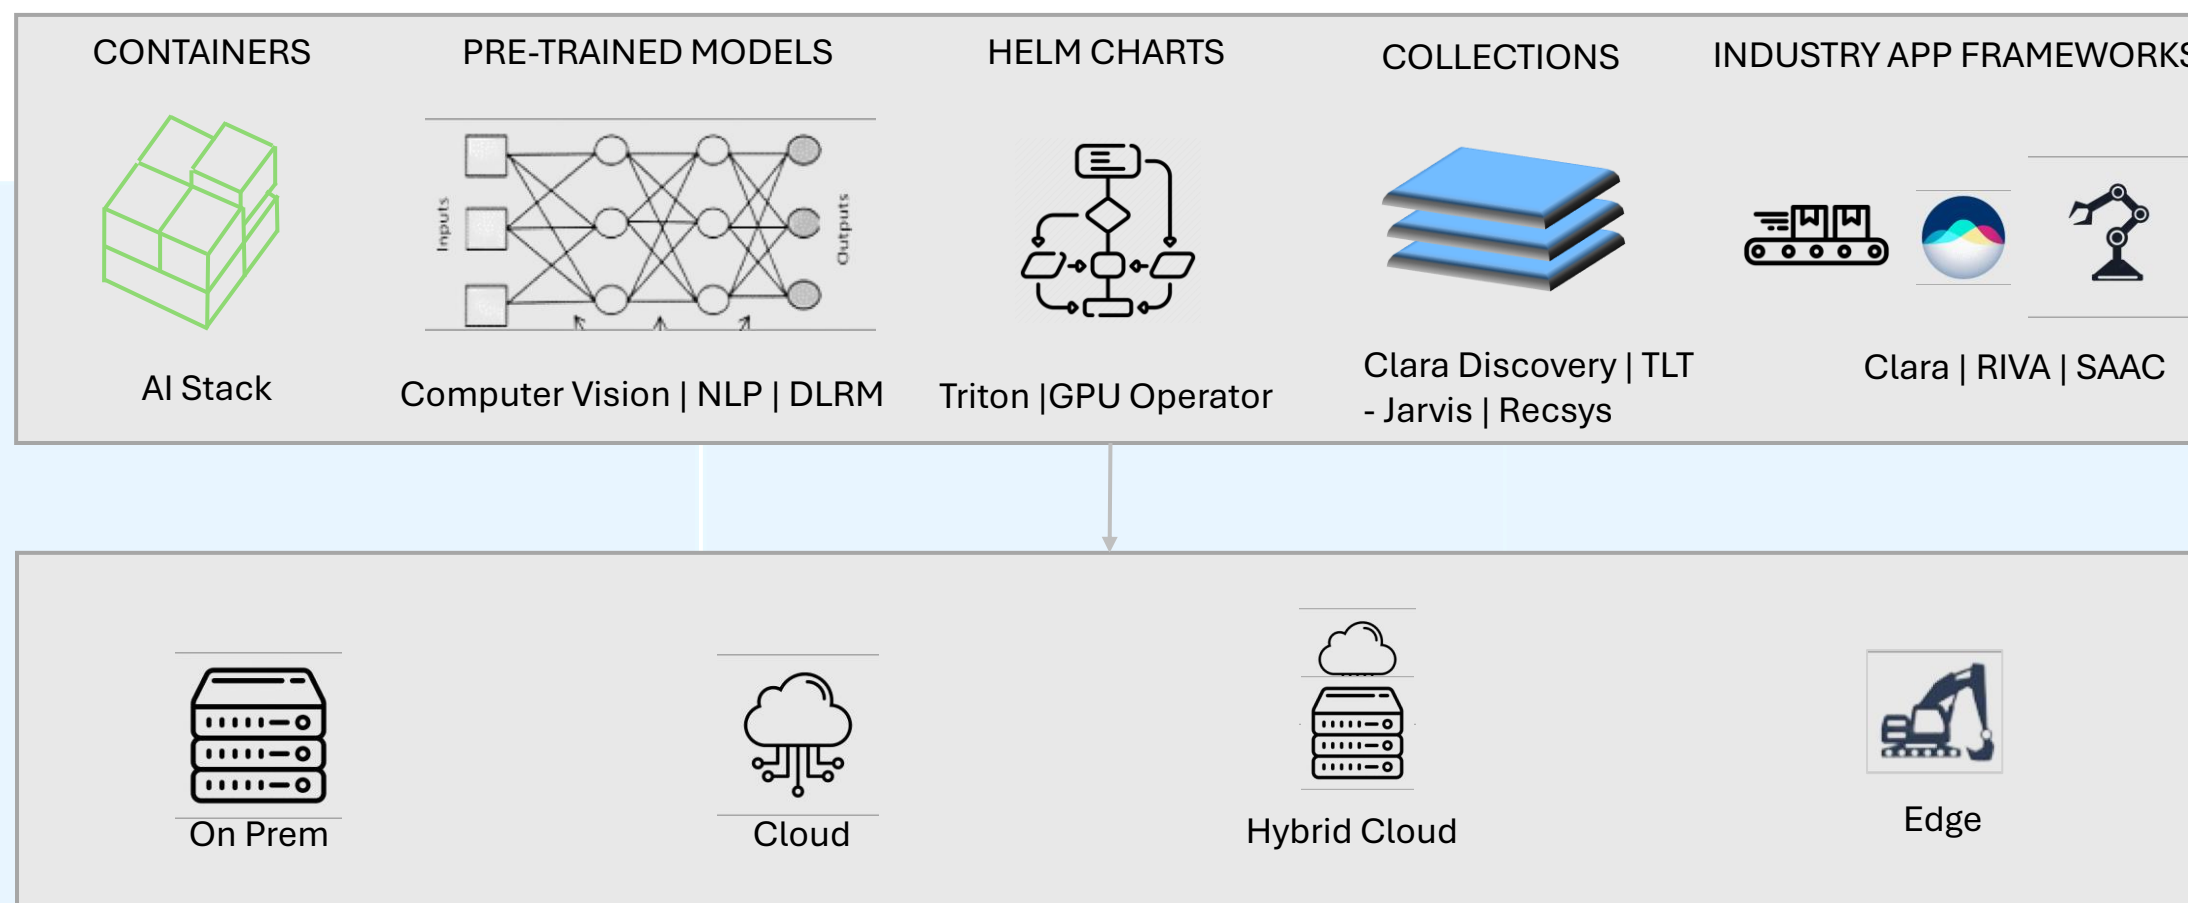 CONTAINERS
PRE-TRAINED MODELS
HELM CHARTS
COLLECTIONS
INDUSTRY APP FRAMEWORKS
Inputs
Outputs
AI Stack
Computer Vision | NLP | DLRM
Triton |GPU Operator
Clara Discovery | TLT
- Jarvis | Recsys
Clara | RIVA | SAAC
On Prem
Cloud
Hybrid Cloud
Edge